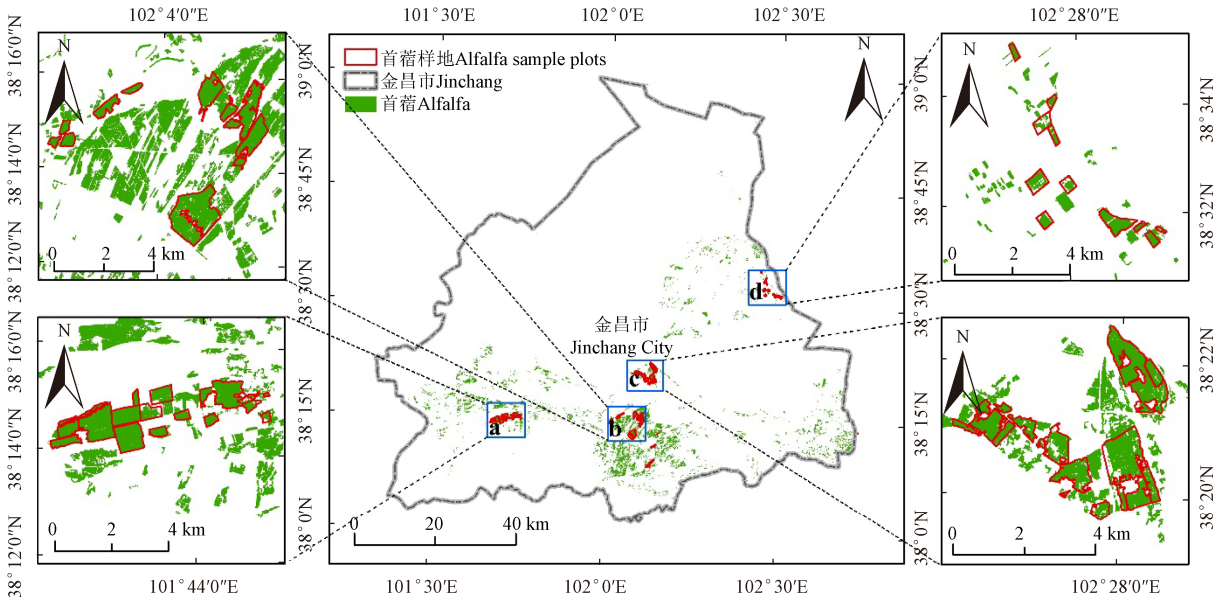 102°4′0″E
101°30′E
102°0′E
102°30′E
102°28′0″E
38°16′0″N
38°14′0″N
38°12′0″N
N
0 2 4 km
38°16′0″N
38°14′0″N
38°12′0″N
N
0 2 4 km
101°44′0″E
苜蓿样地Alfalfa sample plots
金昌市Jinchang
苜蓿Alfalfa
N
39°0′N
38°45′N
38°30′N
38°15′N
38°0′N
d
金昌市
Jinchang City
c
a
b
0 20 40 km
101°30′E
102°0′E
102°30′E
39°0′N
38°45′N
38°30′N
38°15′N
38°0′N
N
0 2 4 km
38°34′N
38°32′N
N
0 2 4 km
38°22′N
38°20′N
102°28′0″E